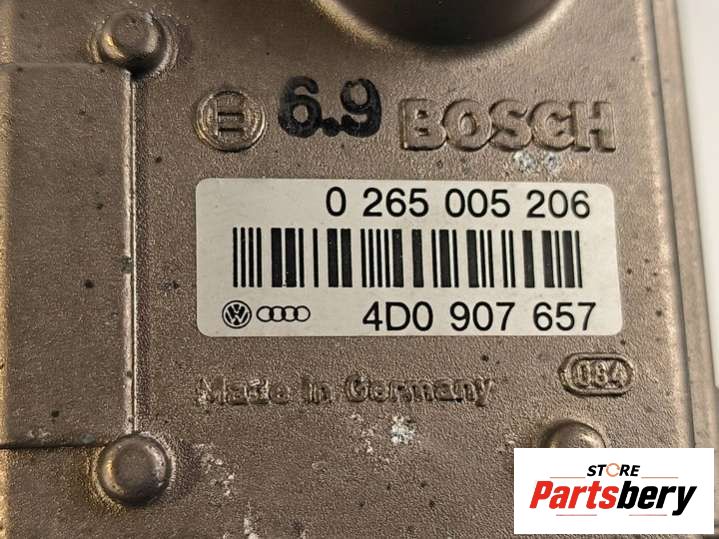 6.9 BOSCH
0 265 005 206
4D0 907 657
Made in Germany
084
STORE
Partsbery